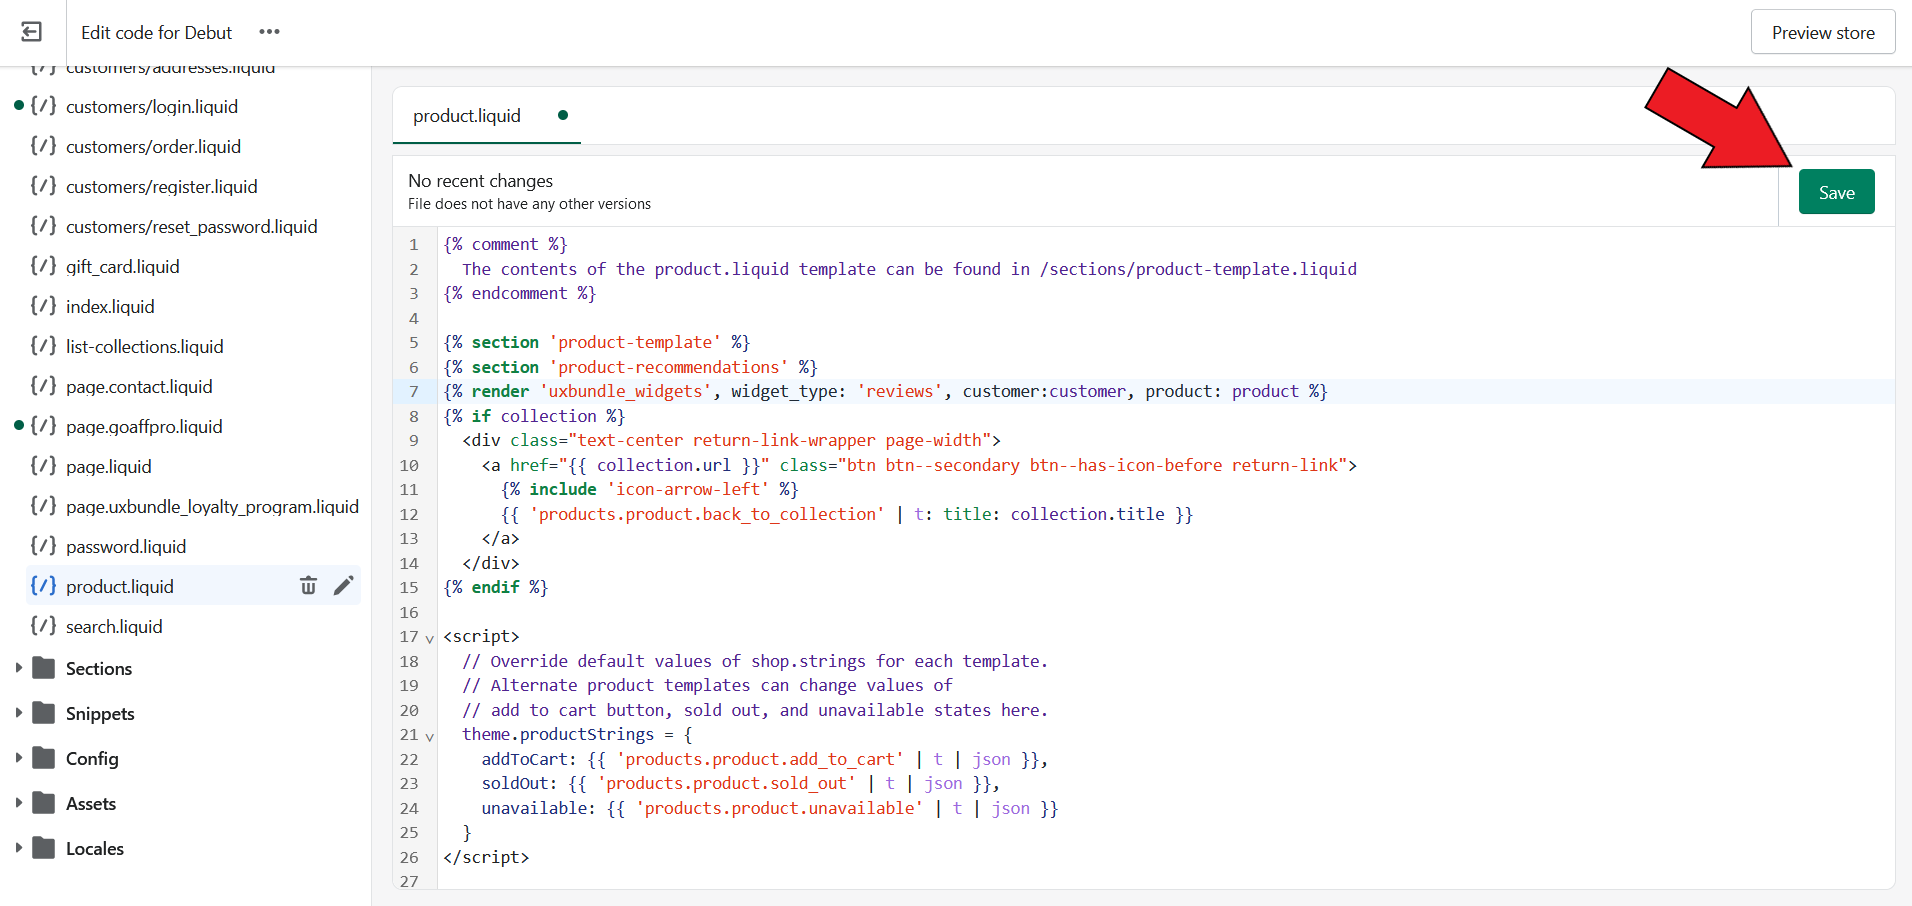 Edit code for Debut
Preview store
customers/addresses.liquid
customers/login.liquid
customers/order.liquid
customers/register.liquid
customers/reset_password.liquid
gift_card.liquid
index.liquid
list-collections.liquid
page.contact.liquid
page.goaffpro.liquid
page.liquid
page.uxbundle_loyalty_program.liquid
password.liquid
product.liquid
search.liquid
Sections
Snippets
Config
Assets
Locales
product.liquid
No recent changes
File does not have any other versions
Save
1 {% comment %}
2 The contents of the product.liquid template can be found in /sections/product-template.liquid
3 {% endcomment %}
4
5 {% section 'product-template' %}
6 {% section 'product-recommendations' %}
7 {% render 'uxbundle_widgets', widget_type: 'reviews', customer:customer, product: product %}
8 {% if collection %}
9 <div class="text-center return-link-wrapper page-width">
10 <a href="{{ collection.url }}" class="btn btn--secondary btn--has-icon-before return-link">
11 {% include 'icon-arrow-left' %}
12 {{ 'products.product.back_to_collection' | t: title: collection.title }}
13 </a>
14 </div>
15 {% endif %}
16
17 <script>
18 // Override default values of shop.strings for each template.
19 // Alternate product templates can change values of
20 // add to cart button, sold out, and unavailable states here.
21 theme.productStrings = {
22 addToCart: {{ 'products.product.add_to_cart' | t | json }},
23 soldOut: {{ 'products.product.sold_out' | t | json }},
24 unavailable: {{ 'products.product.unavailable' | t | json }}
25 }
26 </script>
27